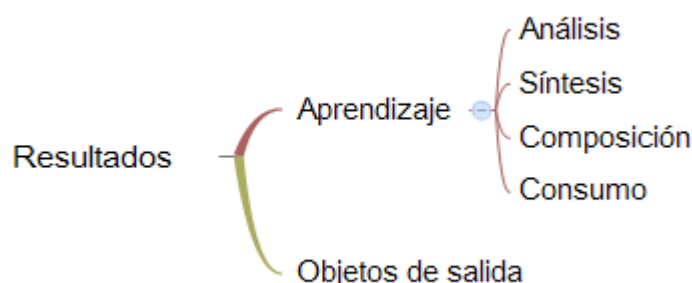 Resultados
Aprendizaje
Análisis
Síntesis
Composición
Consumo
Objetos de salida